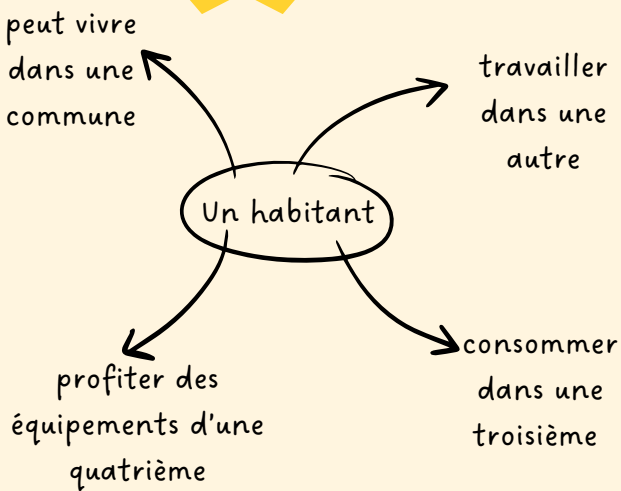 peut vivre
dans une
commune
travailler
dans une
autre
Un habitant
consommer
dans une
troisième
profiter des
équipements d'une
quatrième